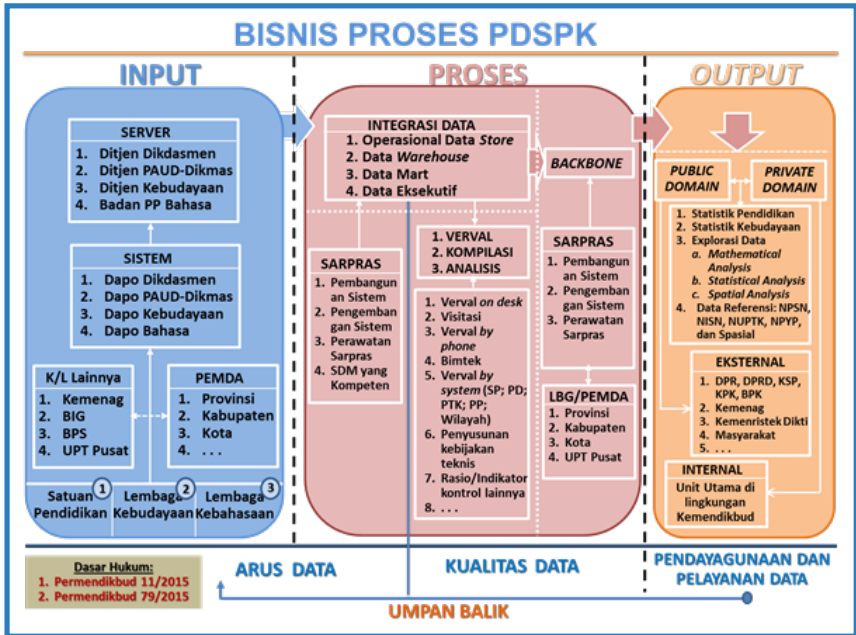 BISNIS PROSES PDSPK
INPUT
SERVER
1. Ditjen Dikdasmen
2. Ditjen PAUD-Dikmas
3. Ditjen Kebudayaan
4. Badan PP Bahasa
SISTEM
1. Dapo Dikdasmen
2. Dapo PAUD-Dikmas
3. Dapo Kebudayaan
4. Dapo Bahasa
K/L Lainnya
1. Kemenag
2. BIG
3. BPS
4. UPT Pusat
PEMDA
1. Provinsi
2. Kabupaten
3. Kota
4. . . .
Satuan
Pendidikan
1
Lembaga
Kebudayaan
2
Lembaga
Kebahasaan
3
PROSES
INTEGRASI DATA
1. Operasional Data Store
2. Data Warehouse
3. Data Mart
4. Data Eksekutif
BACKBONE
SARPRAS
1. Pembangun
an Sistem
2. Pengemban
gan Sistem
3. Perawatan
Sarpras
4. SDM yang
Kompeten
1. VERVAL
2. KOMPILASI
3. ANALISIS
1. Verval on desk
2. Visitasi
3. Verval by
phone
4. Bimtek
5. Verval by
system (SP; PD;
PTK; PP;
Wilayah)
6. Penyusunan
kebijakan
teknis
7. Rasio/Indikator
kontrol lainnya
8. . . .
SARPRAS
1. Pembangun
an Sistem
2. Pengemban
gan Sistem
3. Perawatan
Sarpras
LBG/PEMDA
1. Provinsi
2. Kabupaten
3. Kota
4. UPT Pusat
OUTPUT
PUBLIC
DOMAIN
PRIVATE
DOMAIN
1. Statistik Pendidikan
2. Statistik Kebudayaan
3. Explorasi Data
a. Mathematical
Analysis
b. Statistical Analysis
c. Spatial Analysis
4. Data Referensi: NPSN,
NISN, NUPTK, NPYP,
dan Spasial
EKSTERNAL
1. DPR, DPRD, KSP,
KPK, BPK
2. Kemenag
3. Kemenristek Dikti
4. Masyarakat
5. . . .
INTERNAL
Unit Utama di
lingkungan
Kemendikbud
Dasar Hukum:
1. Permendikbud 11/2015
2. Permendikbud 79/2015
ARUS DATA
KUALITAS DATA
PENDAYAGUNAAN DAN
PELAYANAN DATA
UMPAN BALIK